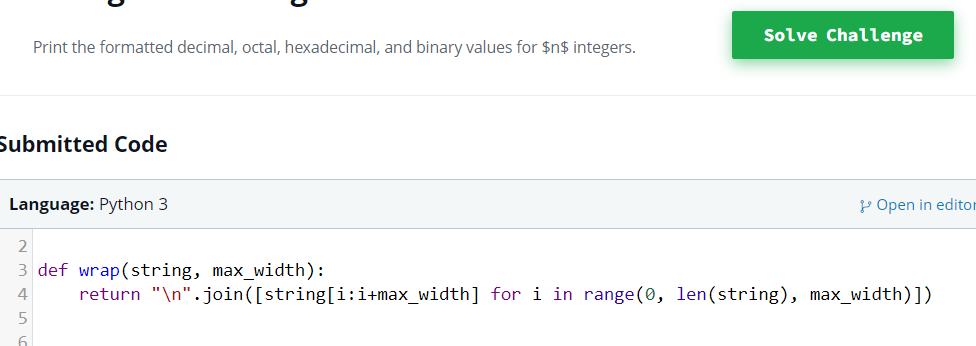 Print the formatted decimal, octal, hexadecimal, and binary values for $n$ integers.
Solve Challenge
Submitted Code
Language: Python 3
Open in editor
2
3 def wrap(string, max_width):
4     return "\n".join([string[i:i+max_width] for i in range(0, len(string), max_width)])
5
6